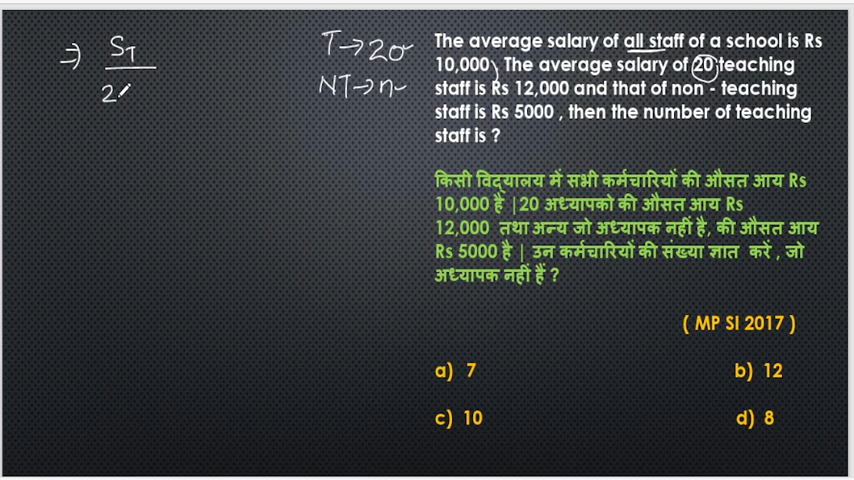 ⇒ S_T
2
T → 20
NT → n
The average salary of all staff of a school is Rs
10,000 , The average salary of 20 teaching
staff is Rs 12,000 and that of non - teaching
staff is Rs 5000 , then the number of teaching
staff is ?
किसी विद्यालय में सभी कर्मचारियों की औसत आय Rs
10,000 है |20 अध्यापको की औसत आय Rs
12,000 तथा अन्य जो अध्यापक नहीं है, की औसत आय
Rs 5000 है | उन कर्मचारियों की संख्या ज्ञात करें , जो
अध्यापक नहीं हैं ?
( MP SI 2017 )
a) 7
b) 12
c) 10
d) 8